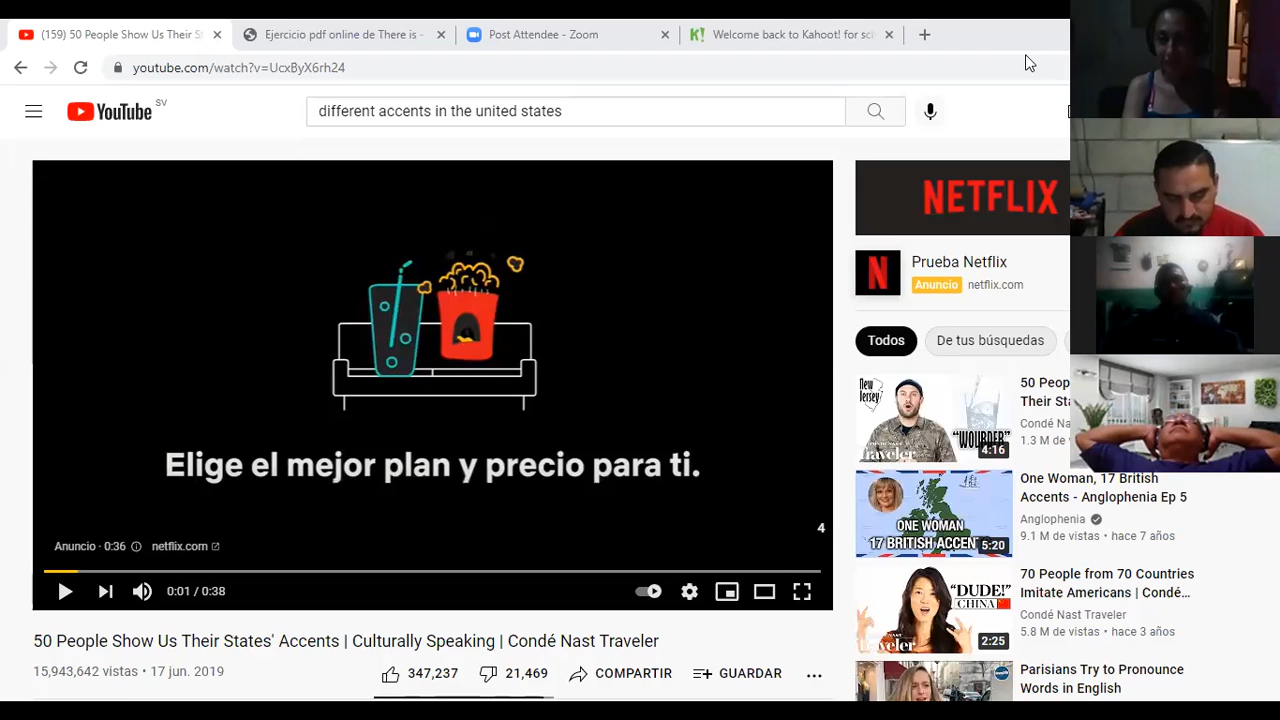 (159) 50 People Show Us Their S
Ejercicio pdf online de There is -
Post Attendee - Zoom
K! Welcome back to Kahoot! for sch
youtube.com/watch?v=UcxByX6rh24
YouTube SV
different accents in the united states
NETFLIX
Prueba Netflix
Anuncio netflix.com
Todos
De tus búsquedas
Elige el mejor plan y precio para ti.
4
Anuncio · 0:36
netflix.com
0:01 / 0:38
50 People Show Us Their States' Accents | Culturally Speaking | Condé Nast Traveler
15,943,642 vistas · 17 jun. 2019
347,237
21,469
COMPARTIR
GUARDAR
New Jersey
"WOURDER"
Traveler
4:16
50 Peop
Their Sta
Condé Na
1.3 M de
ONE WOMAN
17 BRITISH ACCEN
5:20
One Woman, 17 British
Accents - Anglophenia Ep 5
Anglophenia
9.1 M de vistas · hace 7 años
"DUDE!"
CHINA
Traveler
2:25
70 People from 70 Countries
Imitate Americans | Condé...
Condé Nast Traveler
5.8 M de vistas · hace 3 años
Parisians Try to Pronounce
Words in English